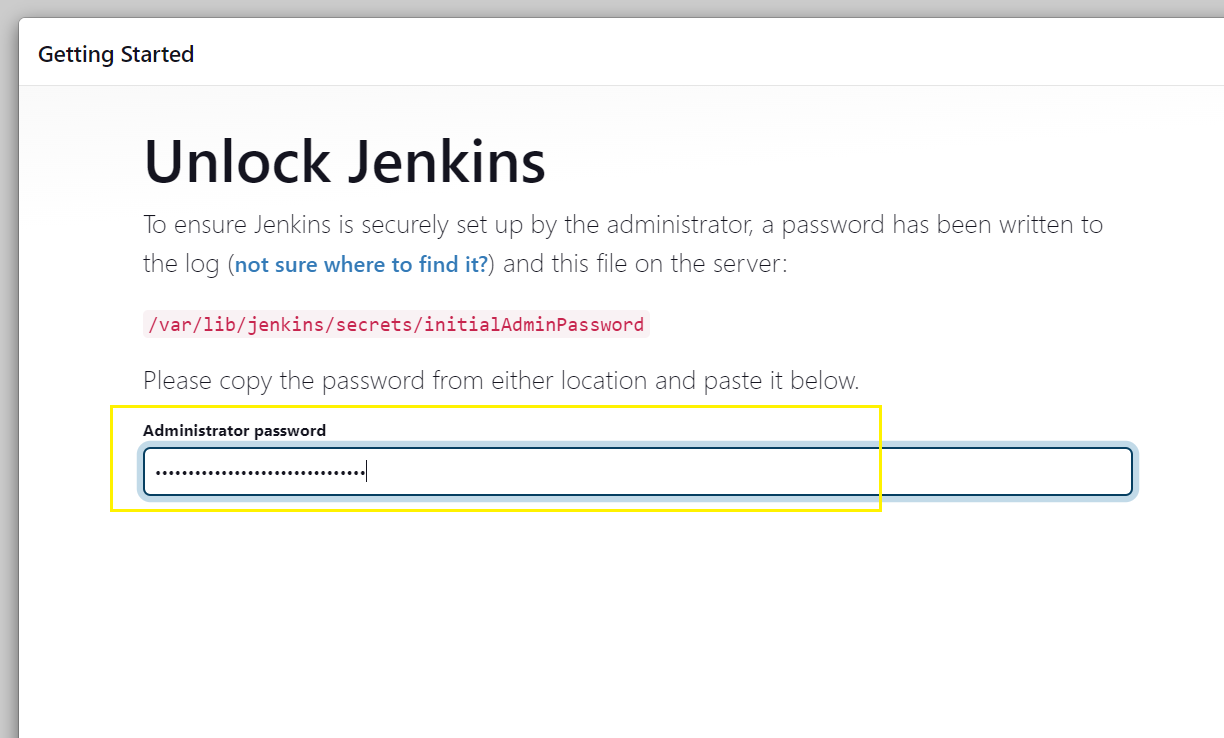 Getting Started
Unlock Jenkins
To ensure Jenkins is securely set up by the administrator, a password has been written to
the log (not sure where to find it?) and this file on the server:
/var/lib/jenkins/secrets/initialAdminPassword
Please copy the password from either location and paste it below.
Administrator password
••••••••••••••••••••••••••••••••